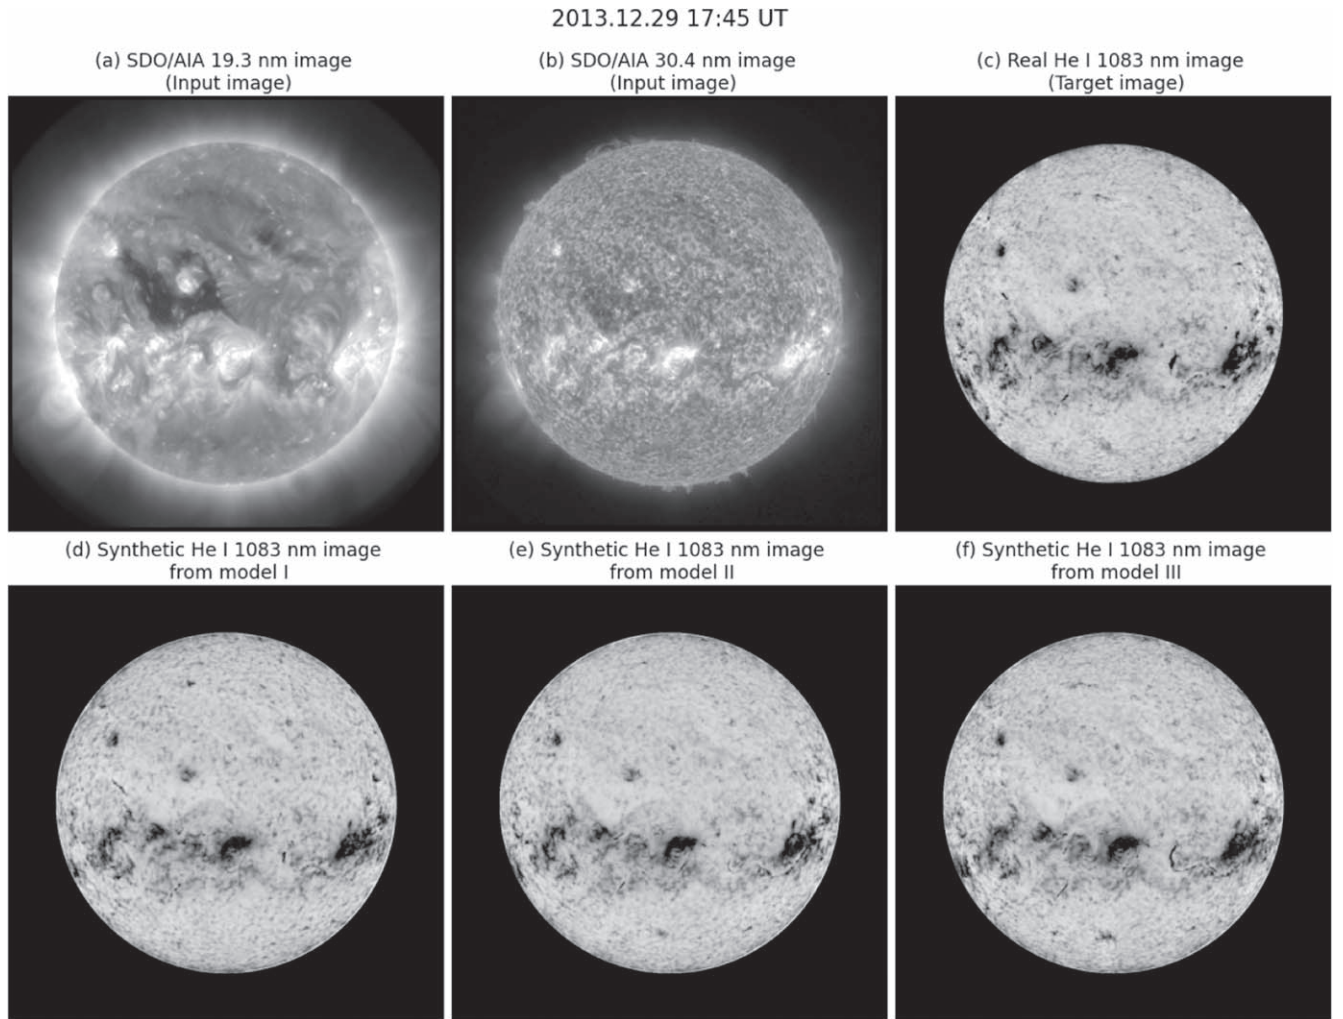 2013.12.29 17:45 UT
(a) SDO/AIA 19.3 nm image
(Input image)
(b) SDO/AIA 30.4 nm image
(Input image)
(c) Real He I 1083 nm image
(Target image)
(d) Synthetic He I 1083 nm image
from model I
(e) Synthetic He I 1083 nm image
from model II
(f) Synthetic He I 1083 nm image
from model III